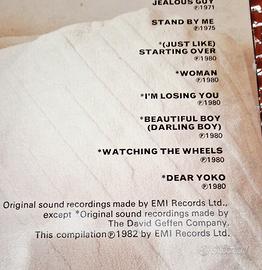 JEALOUS GUY
℗1971
STAND BY ME
℗1975
*(JUST LIKE)
STARTING OVER
℗1980
*WOMAN
℗1980
*I'M LOSING YOU
℗1980
*BEAUTIFUL BOY
(DARLING BOY)
℗1980
*WATCHING THE WHEELS
℗1980
*DEAR YOKO
℗1980
Original sound recordings made by EMI Records Ltd.,
except *Original sound recordings made by
The David Geffen Company.
This compilation ℗1982 by EMI Records Ltd.